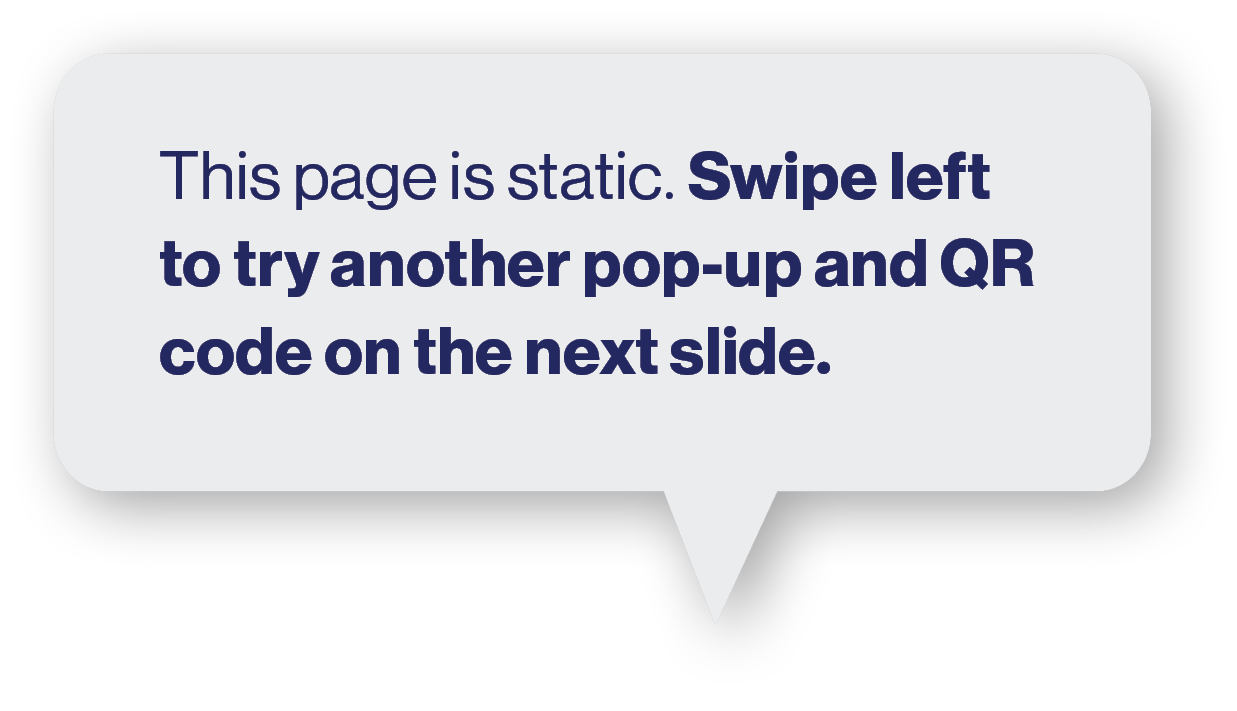 This page is static. Swipe left
to try another pop-up and QR
code on the next slide.